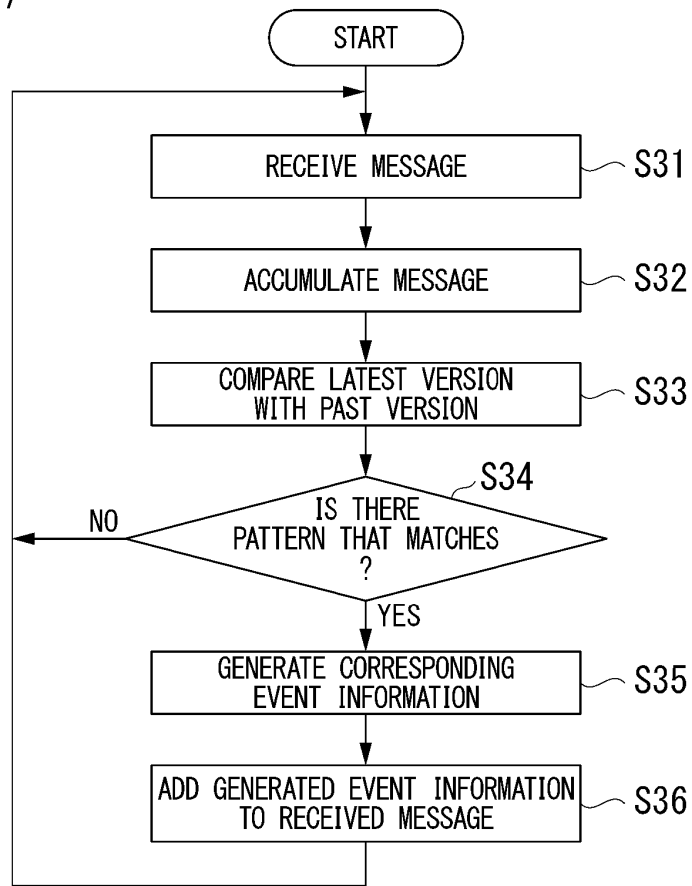 START
RECEIVE MESSAGE
S31
ACCUMULATE MESSAGE
S32
COMPARE LATEST VERSION
WITH PAST VERSION
S33
S34
IS THERE
PATTERN THAT MATCHES
?
NO
YES
GENERATE CORRESPONDING
EVENT INFORMATION
S35
ADD GENERATED EVENT INFORMATION
TO RECEIVED MESSAGE
S36